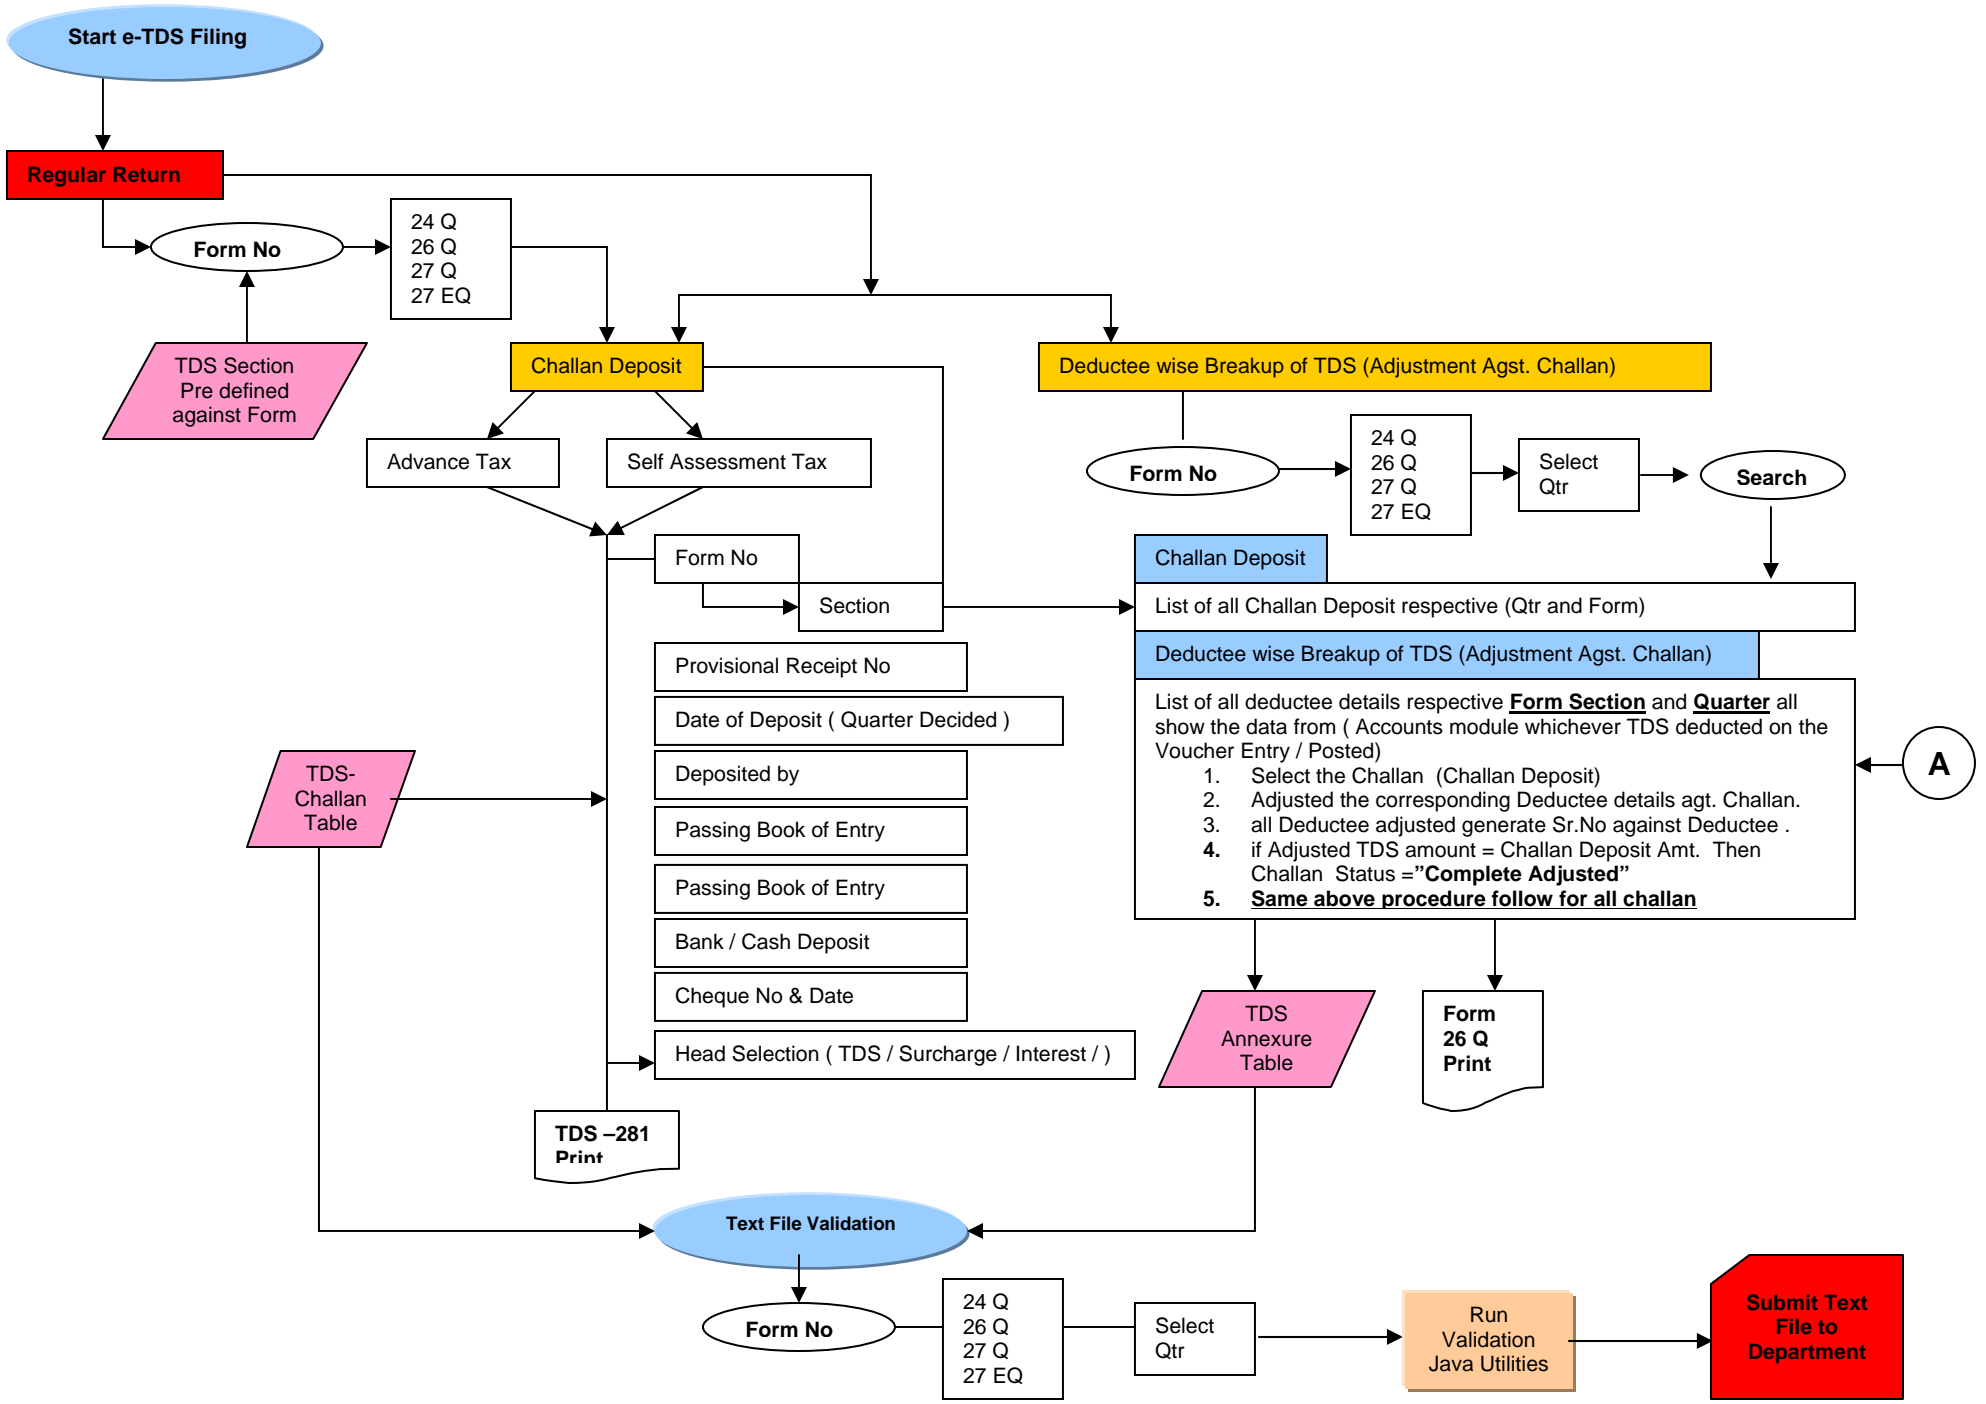 Start e-TDS Filing
Regular Return
Form No
24 Q
26 Q
27 Q
27 EQ
TDS Section
Pre defined
against Form
Challan Deposit
Deductee wise Breakup of TDS (Adjustment Agst. Challan)
Advance Tax
Self Assessment Tax
Form No
24 Q
26 Q
27 Q
27 EQ
Select
Qtr
Search
Form No
Section
Challan Deposit
List of all Challan Deposit respective (Qtr and Form)
Deductee wise Breakup of TDS (Adjustment Agst. Challan)
Provisional Receipt No
Date of Deposit ( Quarter Decided )
Deposited by
Passing Book of Entry
Passing Book of Entry
Bank / Cash Deposit
Cheque No & Date
Head Selection ( TDS / Surcharge / Interest / )
List of all deductee details respective Form Section and Quarter all
show the data from ( Accounts module whichever TDS deducted on the
Voucher Entry / Posted)
1. Select the Challan (Challan Deposit)
2. Adjusted the corresponding Deductee details agt. Challan.
3. all Deductee adjusted generate Sr.No against Deductee .
4. if Adjusted TDS amount = Challan Deposit Amt. Then
Challan Status =”Complete Adjusted”
5. Same above procedure follow for all challan
A
TDS-
Challan
Table
TDS
Annexure
Table
Form
26 Q
Print
TDS –281
Print
Text File Validation
Form No
24 Q
26 Q
27 Q
27 EQ
Select
Qtr
Run
Validation
Java Utilities
Submit Text
File to
Department